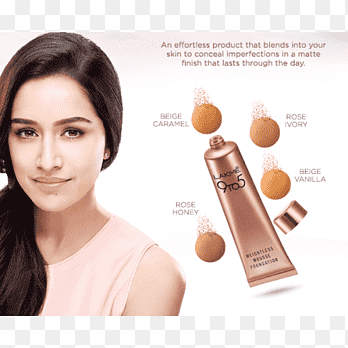 An effortless product that blends into your
skin to conceal imperfections in a matte
finish that lasts through the day.
BEIGE
CARAMEL
ROSE
IVORY
BEIGE
VANILLA
ROSE
HONEY
LAKMÉ
9TO5
WEIGHTLESS
MOUSSE
FOUNDATION